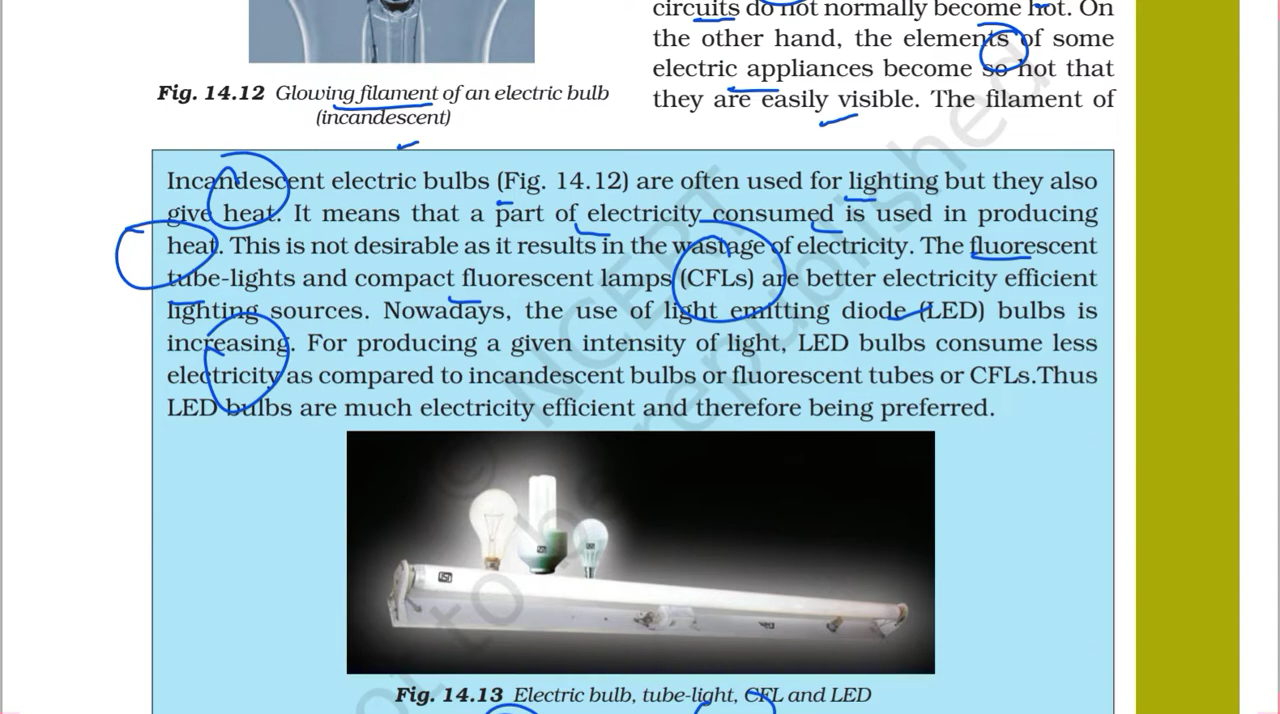 circuits do not normally become hot. On
the other hand, the elements of some
electric appliances become so hot that
they are easily visible. The filament of
Fig. 14.12 Glowing filament of an electric bulb
(incandescent)
Incandescent electric bulbs (Fig. 14.12) are often used for lighting but they also
give heat. It means that a part of electricity consumed is used in producing
heat. This is not desirable as it results in the wastage of electricity. The fluorescent
tube-lights and compact fluorescent lamps (CFLs) are better electricity efficient
lighting sources. Nowadays, the use of light emitting diode (LED) bulbs is
increasing. For producing a given intensity of light, LED bulbs consume less
electricity as compared to incandescent bulbs or fluorescent tubes or CFLs.Thus
LED bulbs are much electricity efficient and therefore being preferred.
Fig. 14.13 Electric bulb, tube-light, CFL and LED
© NCERT
not to be republished